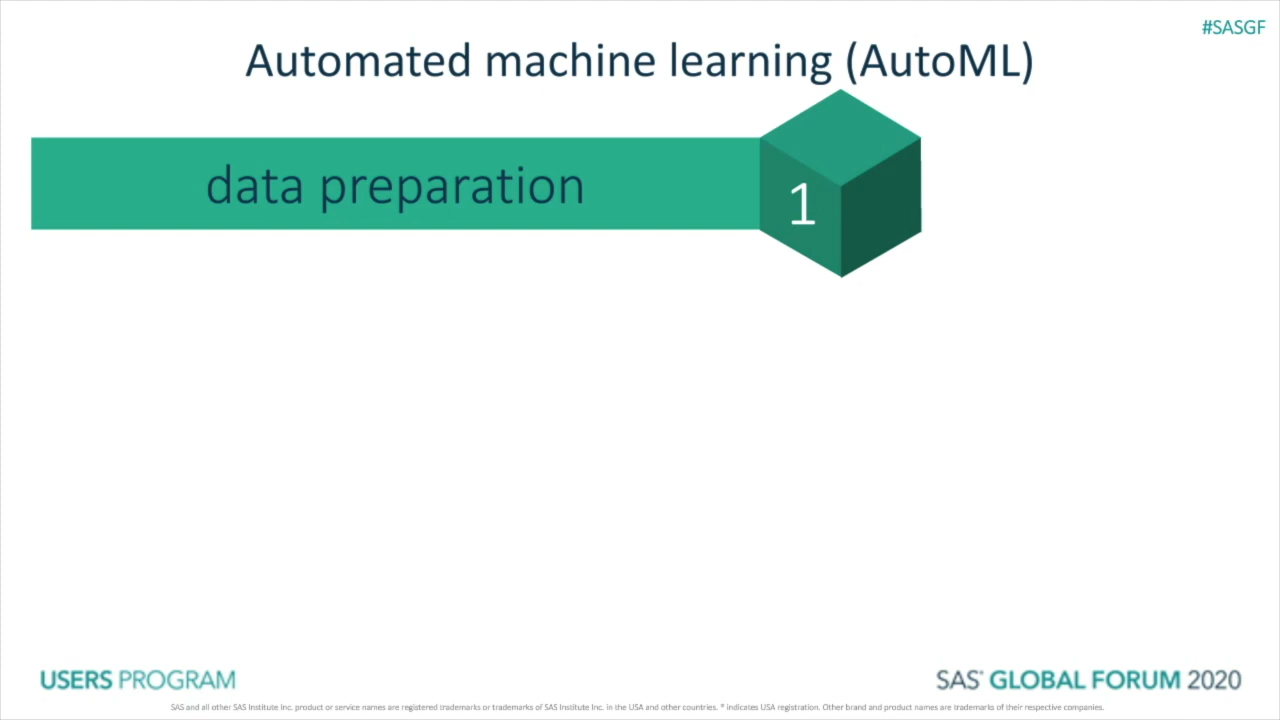 #SASGF
Automated machine learning (AutoML)
data preparation
1
USERS PROGRAM
SAS® GLOBAL FORUM 2020
SAS and all other SAS Institute Inc. product or service names are registered trademarks or trademarks of SAS Institute Inc. in the USA and other countries. ® indicates USA registration. Other brand and product names are trademarks of their respective companies.